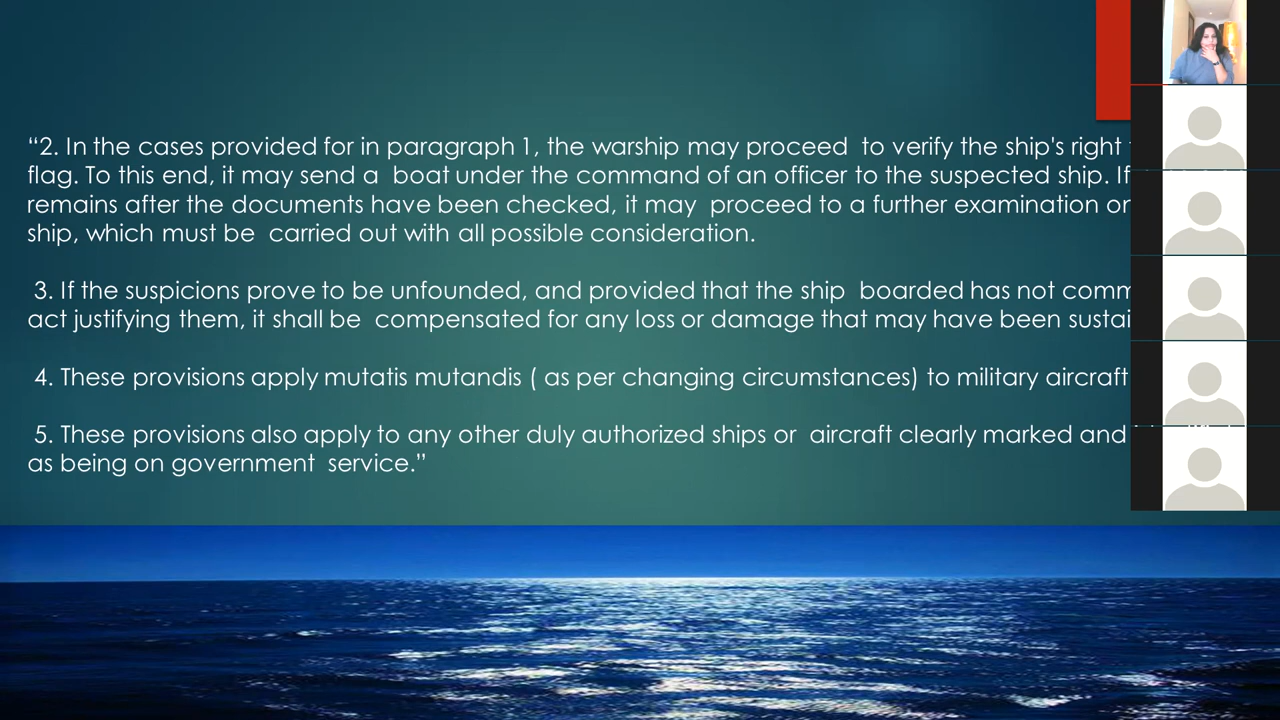 “2. In the cases provided for in paragraph 1, the warship may proceed to verify the ship's right
flag. To this end, it may send a boat under the command of an officer to the suspected ship. If
remains after the documents have been checked, it may proceed to a further examination
ship, which must be carried out with all possible consideration.
3. If the suspicions prove to be unfounded, and provided that the ship boarded has not
act justifying them, it shall be compensated for any loss or damage that may have been
4. These provisions apply mutatis mutandis ( as per changing circumstances) to military aircraft
5. These provisions also apply to any other duly authorized ships or aircraft clearly marked and
as being on government service.”